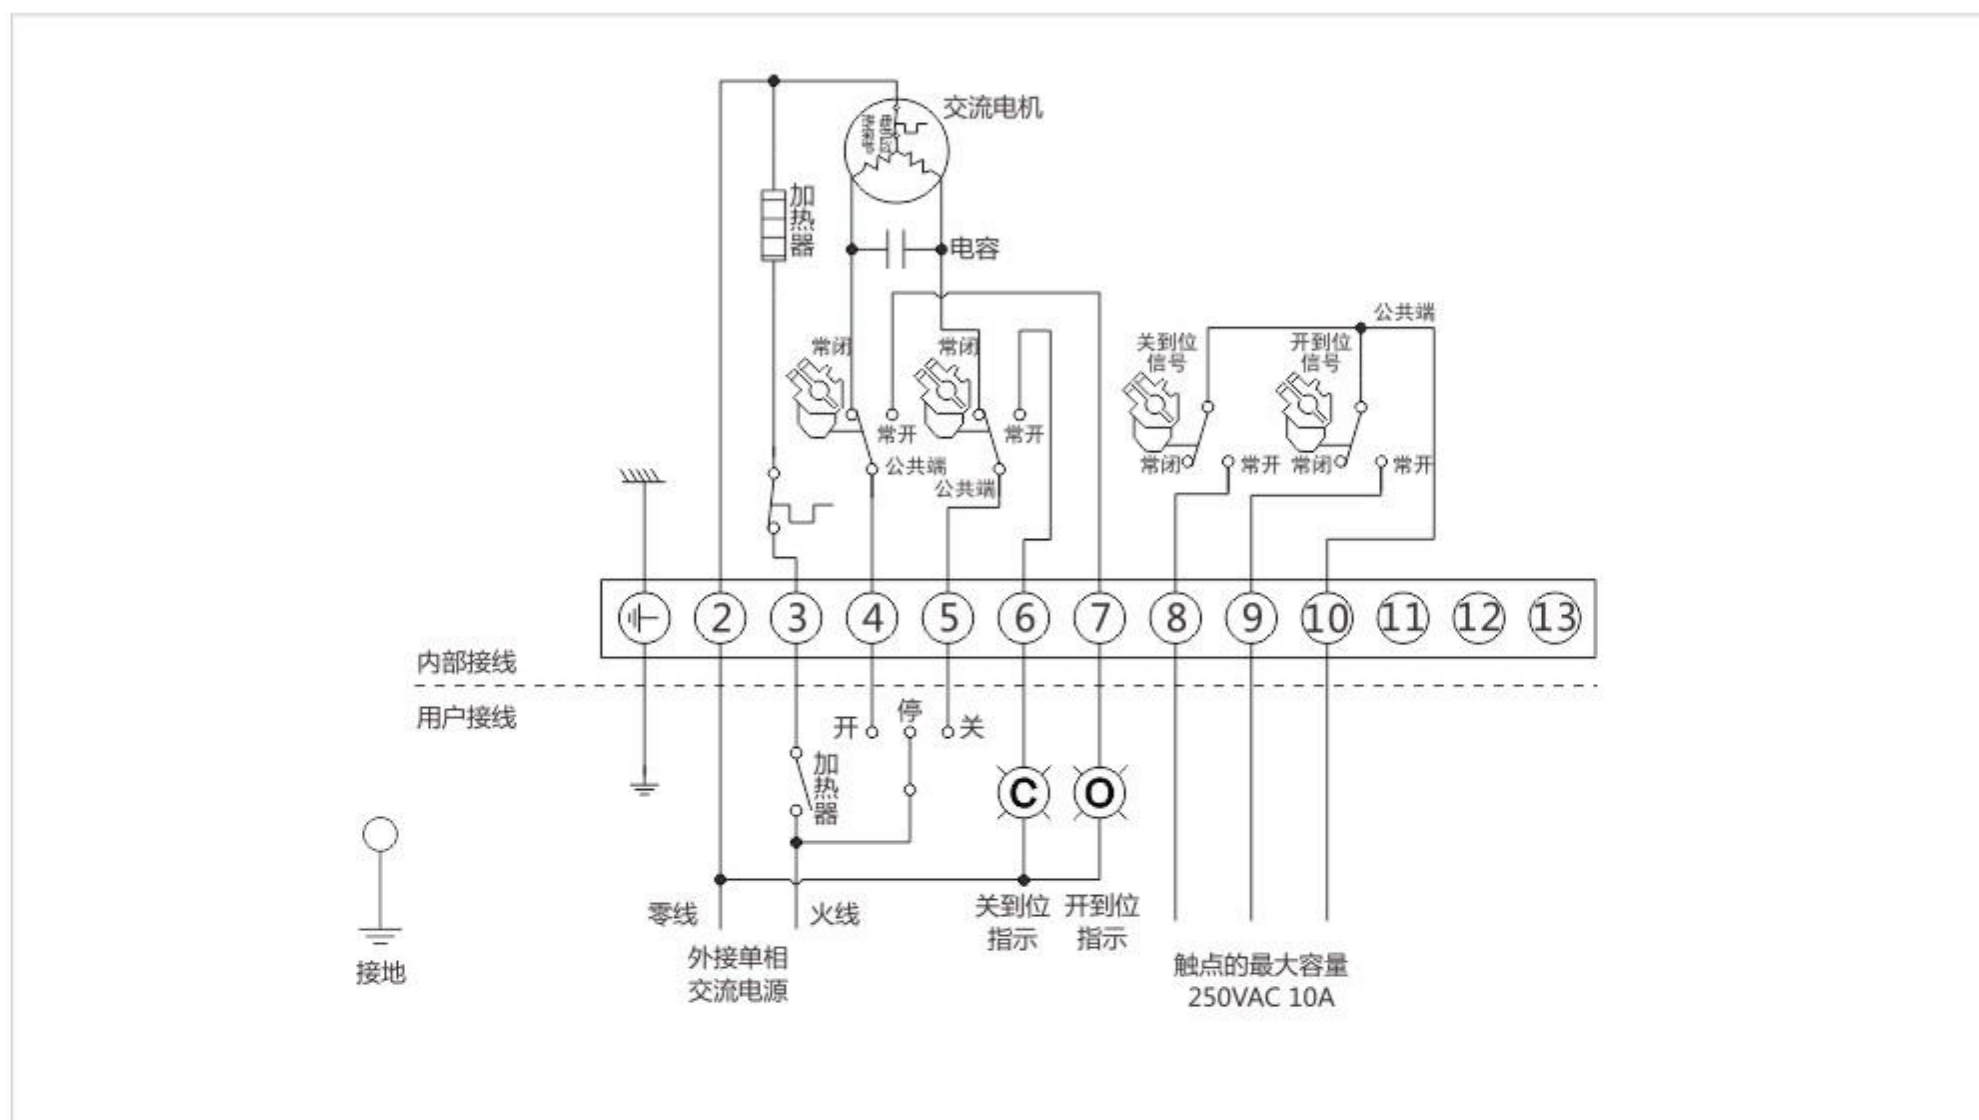 交流电机
加热器
电容
公共端
常闭
常闭
关到位
信号
开到位
信号
常开
常开
公共端
公共端
常闭
常开
常闭
常开
2
3
4
5
6
7
8
9
10
11
12
13
内部接线
用户接线
开
停
关
加热器
C
O
零线
火线
关到位
指示
开到位
指示
外接单相
交流电源
接地
触点的最大容量
250VAC 10A